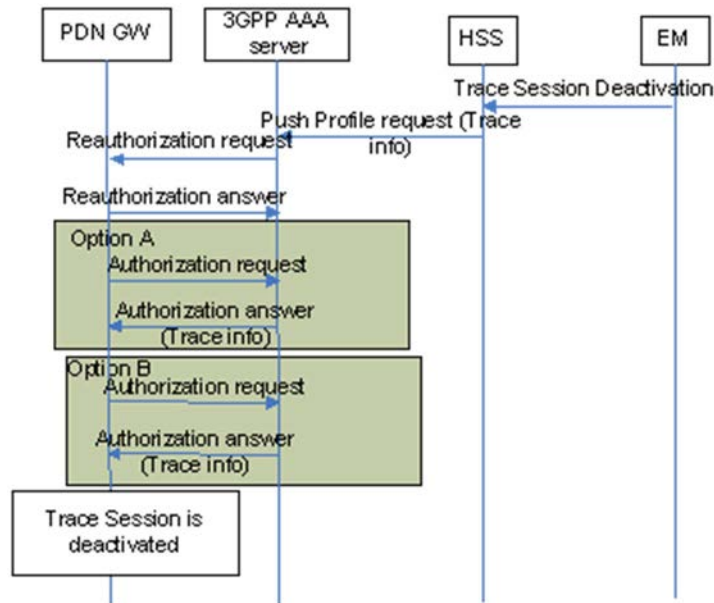 PDN GW
3GPP AAA
server
HSS
EM
Trace Session Deactivation
Push Profile request (Trace
info)
Reauthorization request
Reauthorization answer
Option A
Authorization request
Authorization answer
(Trace info)
Option B
Authorization request
Authorization answer
(Trace info)
Trace Session is
deactivated